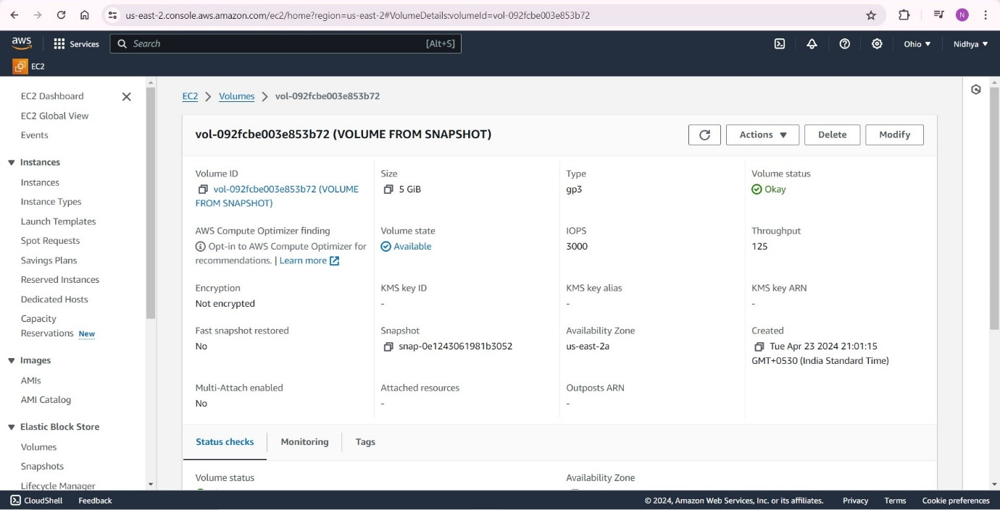 us-east-2.console.aws.amazon.com/ec2/home?region=us-east-2#VolumeDetails:volumeId=vol-092fcbe003e853b72
N
aws
Services
Search
[Alt+S]
Ohio ▼
Nidhya ▼
EC2
EC2 Dashboard
EC2 Global View
Events
Instances
Instances
Instance Types
Launch Templates
Spot Requests
Savings Plans
Reserved Instances
Dedicated Hosts
Capacity
Reservations New
Images
AMIs
AMI Catalog
Elastic Block Store
Volumes
Snapshots
Lifecycle Manager
EC2 > Volumes > vol-092fcbe003e853b72
vol-092fcbe003e853b72 (VOLUME FROM SNAPSHOT)
Actions ▼
Delete
Modify
Volume ID
vol-092fcbe003e853b72 (VOLUME
FROM SNAPSHOT)
Size
5 GiB
Type
gp3
Volume status
Okay
AWS Compute Optimizer finding
Opt-in to AWS Compute Optimizer for
recommendations. | Learn more
Volume state
Available
IOPS
3000
Throughput
125
Encryption
Not encrypted
KMS key ID
-
KMS key alias
-
KMS key ARN
-
Fast snapshot restored
No
Snapshot
snap-0e1243061981b3052
Availability Zone
us-east-2a
Created
Tue Apr 23 2024 21:01:15
GMT+0530 (India Standard Time)
Multi-Attach enabled
No
Attached resources
-
Outposts ARN
-
Status checks
Monitoring
Tags
Volume status
Availability Zone
CloudShell
Feedback
© 2024, Amazon Web Services, Inc. or its affiliates.
Privacy
Terms
Cookie preferences